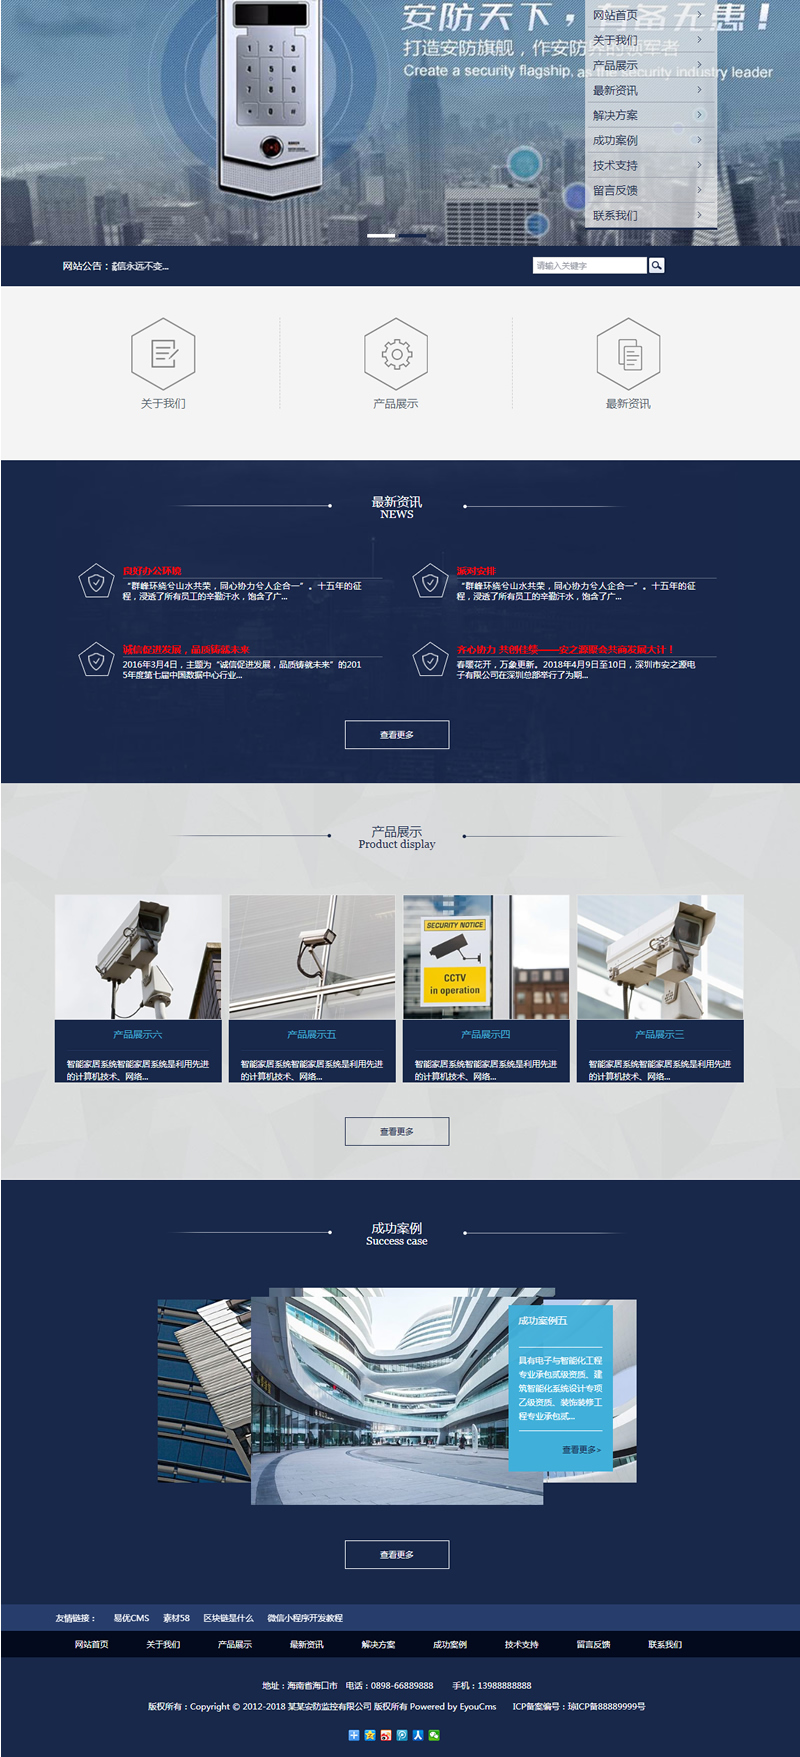 安防天下，有备无患！
打造安防旗舰，作安防界的领军者
Create a security flagship, as the security industry leader
网站首页
关于我们
产品展示
最新资讯
解决方案
成功案例
技术支持
留言反馈
联系我们
网站公告：
信永远不变...
请输入关键字
关于我们
产品展示
最新资讯
最新资讯
NEWS
良好办公环境
“群峰环绕兮山水共荣，同心协力兮人企合一”。十五年的征
程，浸透了所有员工的辛勤汗水，饱含了广...
派对安排
“群峰环绕兮山水共荣，同心协力兮人企合一”。十五年的征
程，浸透了所有员工的辛勤汗水，饱含了广...
诚信促进发展，品质铸就未来
2016年3月4日，主题为“诚信促进发展，品质铸就未来”的201
5年度第七届中国数据中心行业...
齐心协力 共创佳绩——安之源聚会共商发展大计！
春暖花开，万象更新。2018年4月9日至10日，深圳市安之源电
子有限公司在深圳总部举行了为期...
查看更多
产品展示
Product display
SECURITY NOTICE
CCTV
in operation
产品展示六
智能家居系统智能家居系统是利用先进
的计算机技术、网络...
产品展示五
智能家居系统智能家居系统是利用先进
的计算机技术、网络...
产品展示四
智能家居系统智能家居系统是利用先进
的计算机技术、网络...
产品展示三
智能家居系统智能家居系统是利用先进
的计算机技术、网络...
查看更多
成功案例
Success case
成功案例五
具有电子与智能化工程
专业承包贰级资质、建
筑智能化系统设计专项
乙级资质、装饰装修工
程专业承包贰...
查看更多>
查看更多
友情链接： 易优CMS 素材58 区块链是什么 微信小程序开发教程
网站首页 关于我们 产品展示 最新资讯 解决方案 成功案例 技术支持 留言反馈 联系我们
地址：海南省海口市 电话：0898-66889888 手机：13988888888
版权所有：Copyright © 2012-2018 某某安防监控有限公司 版权所有 Powered by EyouCms ICP备案编号：琼ICP备88889999号